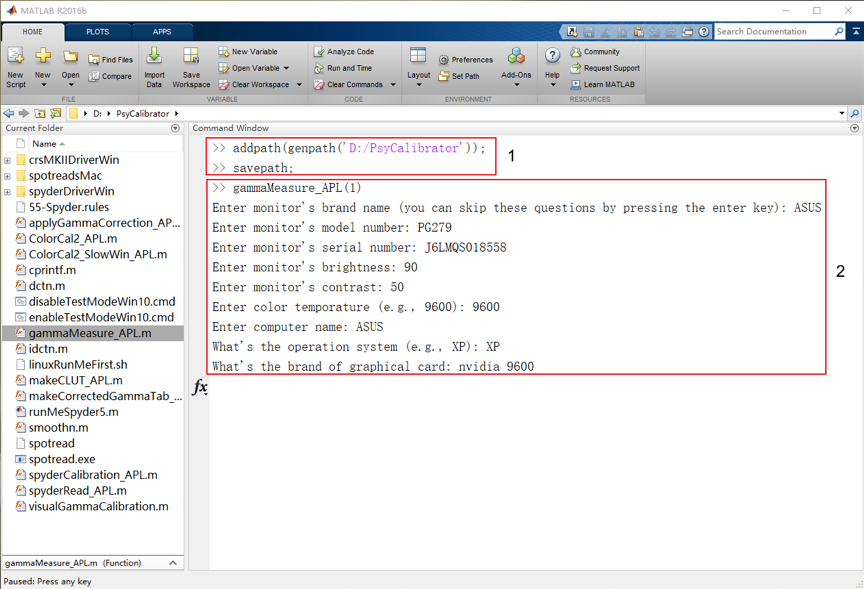 MATLAB R2016b
HOME PLOTS APPS
Search Documentation
New Script
New
Open
Find Files
Compare
Import Data
Save Workspace
New Variable
Open Variable
Clear Workspace
Analyze Code
Run and Time
Clear Commands
Layout
Preferences
Set Path
Add-Ons
Help
Community
Request Support
Learn MATLAB
FILE VARIABLE CODE ENVIRONMENT RESOURCES
D: PsyCalibrator
Current Folder
Name
crsMKIIDriverWin
spotreadsMac
spyderDriverWin
55-Spyder.rules
applyGammaCorrection_AP...
ColorCal2_APL.m
ColorCal2_SlowWin_APL.m
cprintf.m
dctn.m
disableTestModeWin10.cmd
enableTestModeWin10.cmd
gammaMeasure_APL.m
idctn.m
linuxRunMeFirst.sh
makeCLUT_APL.m
makeCorrectedGammaTab_...
runMeSpyder5.m
smoothn.m
spotread
spotread.exe
spyderCalibration_APL.m
spyderRead_APL.m
visualGammaCalibration.m
gammaMeasure_APL.m (Function)
Command Window
>> addpath(genpath('D:/PsyCalibrator'));
>> savepath;
1
>> gammaMeasure_APL(1)
Enter monitor's brand name (you can skip these questions by pressing the enter key): ASUS
Enter monitor's model number: PG279
Enter monitor's serial number: J6LMQS018558
Enter monitor's brightness: 90
Enter monitor's contrast: 50
Enter color temporature (e.g., 9600): 9600
Enter computer name: ASUS
What's the operation system (e.g., XP): XP
What's the brand of graphical card: nvidia 9600
2
fx
Paused: Press any key